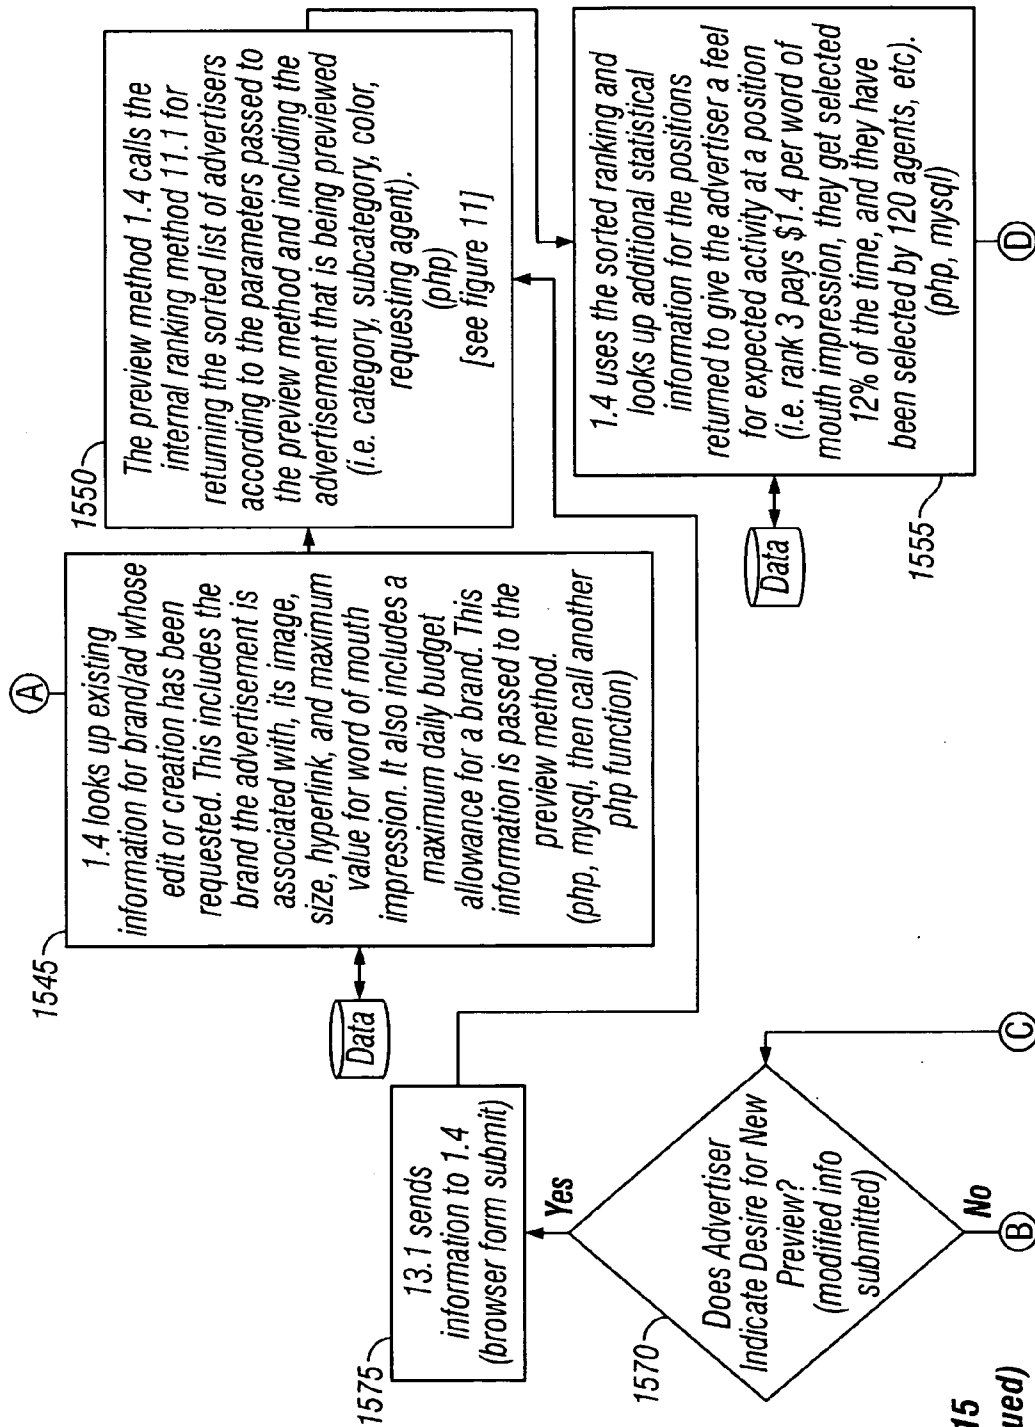 A
1545
1.4 looks up existing
information for brand/ad whose
edit or creation has been
requested. This includes the
brand the advertisement is
associated with, its image,
size, hyperlink, and maximum
value for word of mouth
impression. It also includes a
maximum daily budget
allowance for a brand. This
information is passed to the
preview method.
(php, mysql, then call another
php function)
Data
1550
The preview method 1.4 calls the
internal ranking method 11.1 for
returning the sorted list of advertisers
according to the parameters passed to
the preview method and including the
advertisement that is being previewed
(i.e. category, subcategory, color,
requesting agent).
(php)
[see figure 11]
1575
13.1 sends
information to 1.4
(browser form submit)
Yes
1570
Does Advertiser
Indicate Desire for New
Preview?
(modified info
submitted)
No
B
C
Data
1555
1.4 uses the sorted ranking and
looks up additional statistical
information for the positions
returned to give the advertiser a feel
for expected activity at a position
(i.e. rank 3 pays $1.4 per word of
mouth impression, they get selected
12% of the time, and they have
been selected by 120 agents, etc).
(php, mysql)
D
15